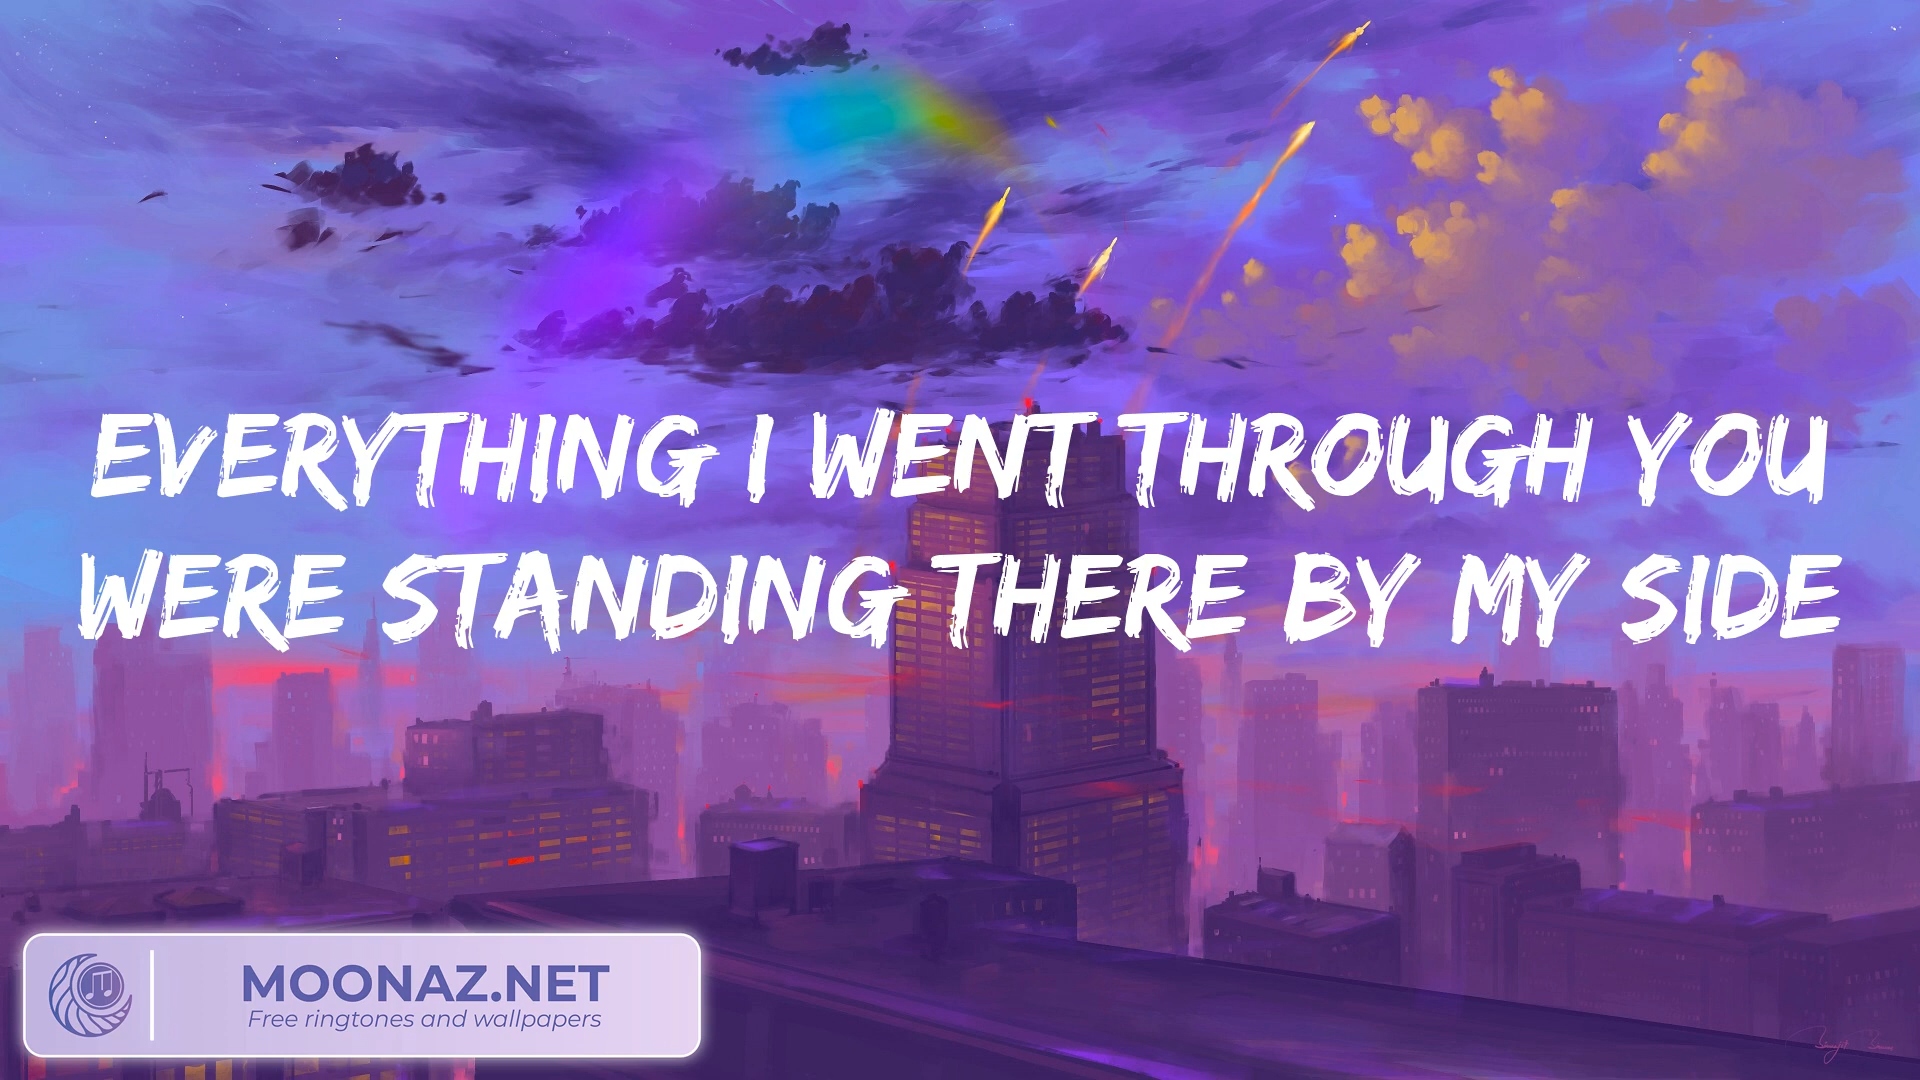 EVERYTHING I WENT THROUGH YOU
WERE STANDING THERE BY MY SIDE
MOONAZ.NET
Free ringtones and wallpapers